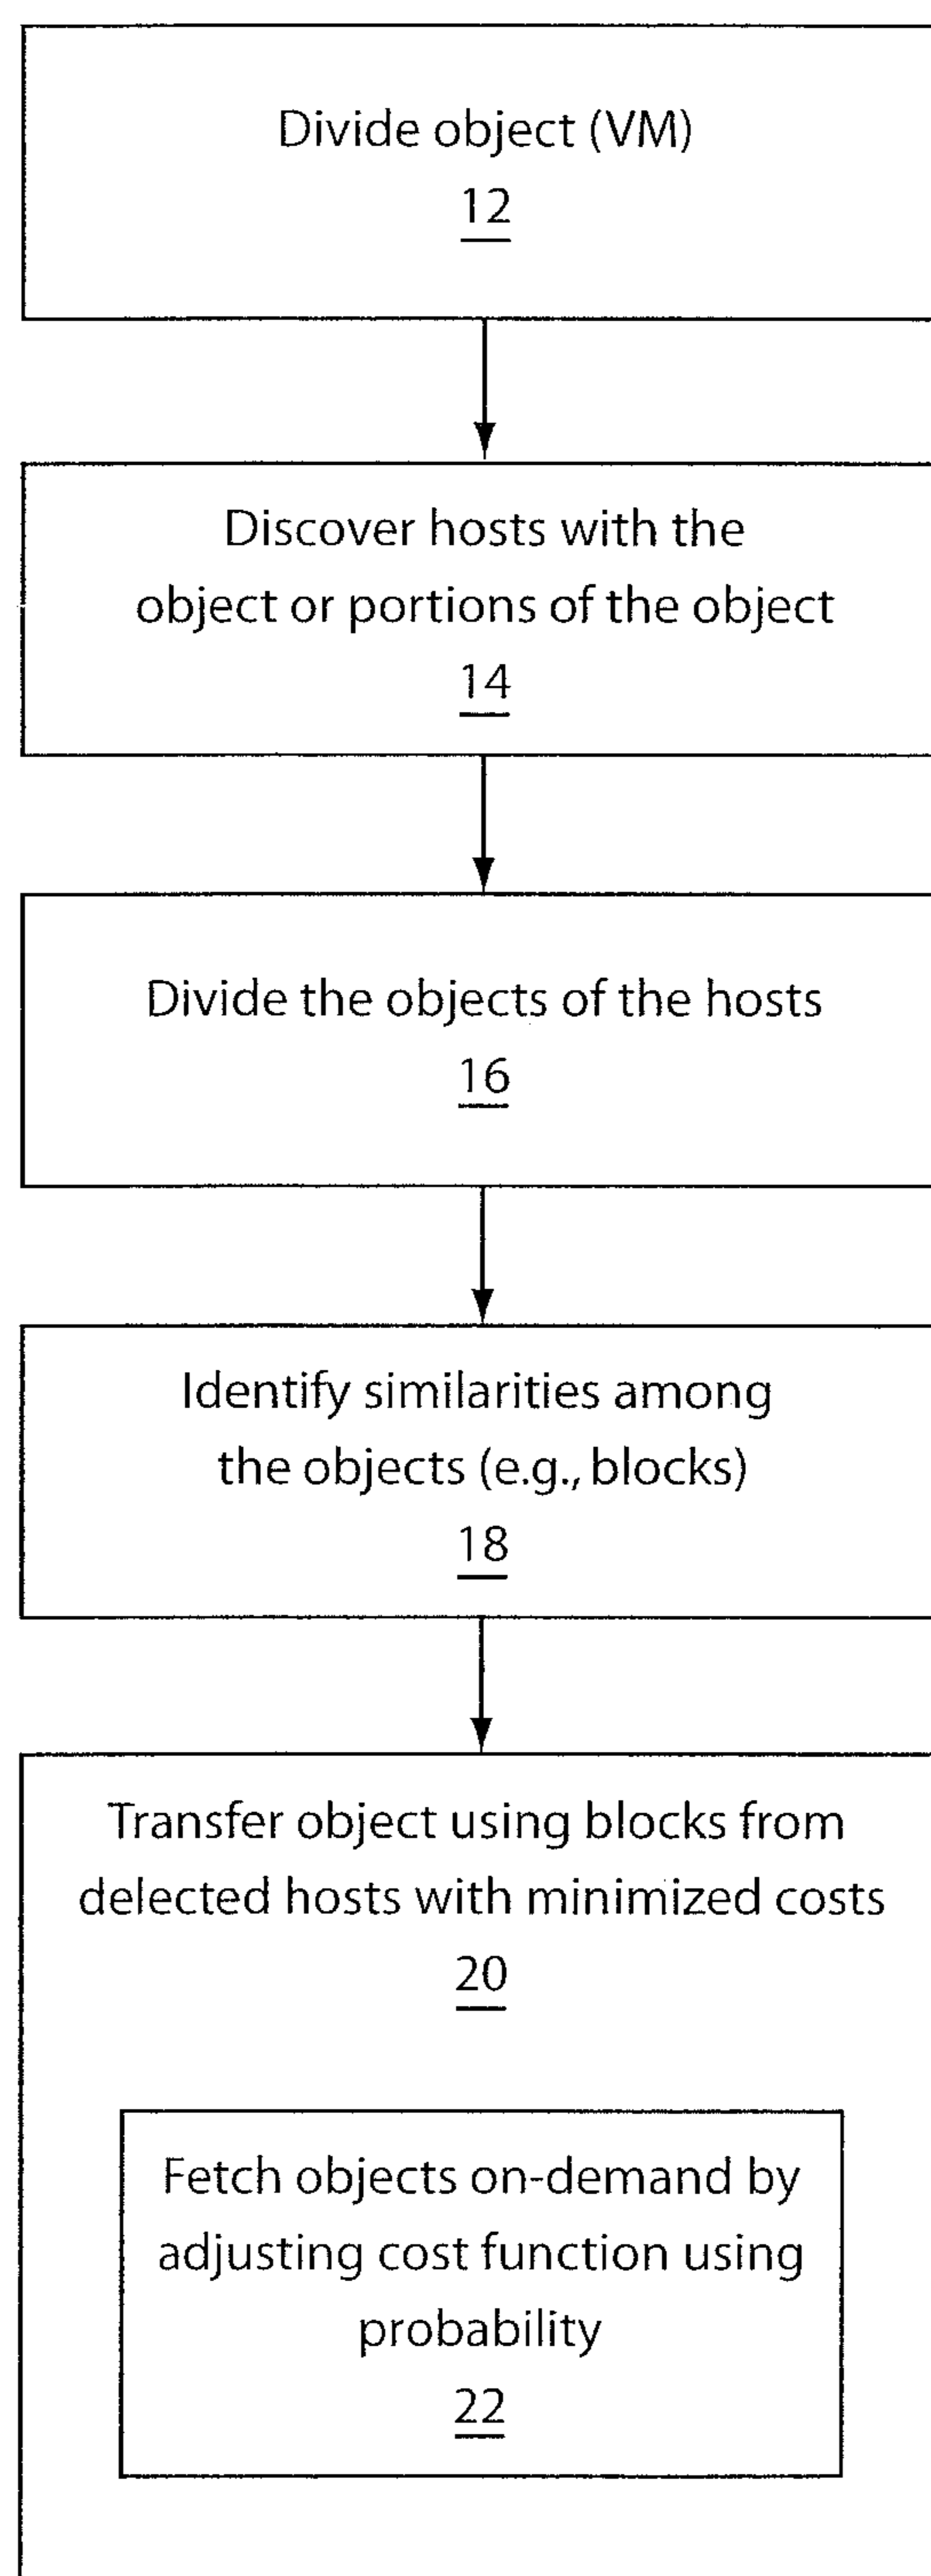 Divide object (VM)
12
Discover hosts with the
object or portions of the object
14
Divide the objects of the hosts
16
Identify similarities among
the objects (e.g., blocks)
18
Transfer object using blocks from
delected hosts with minimized costs
20
Fetch objects on-demand by
adjusting cost function using
probability
22